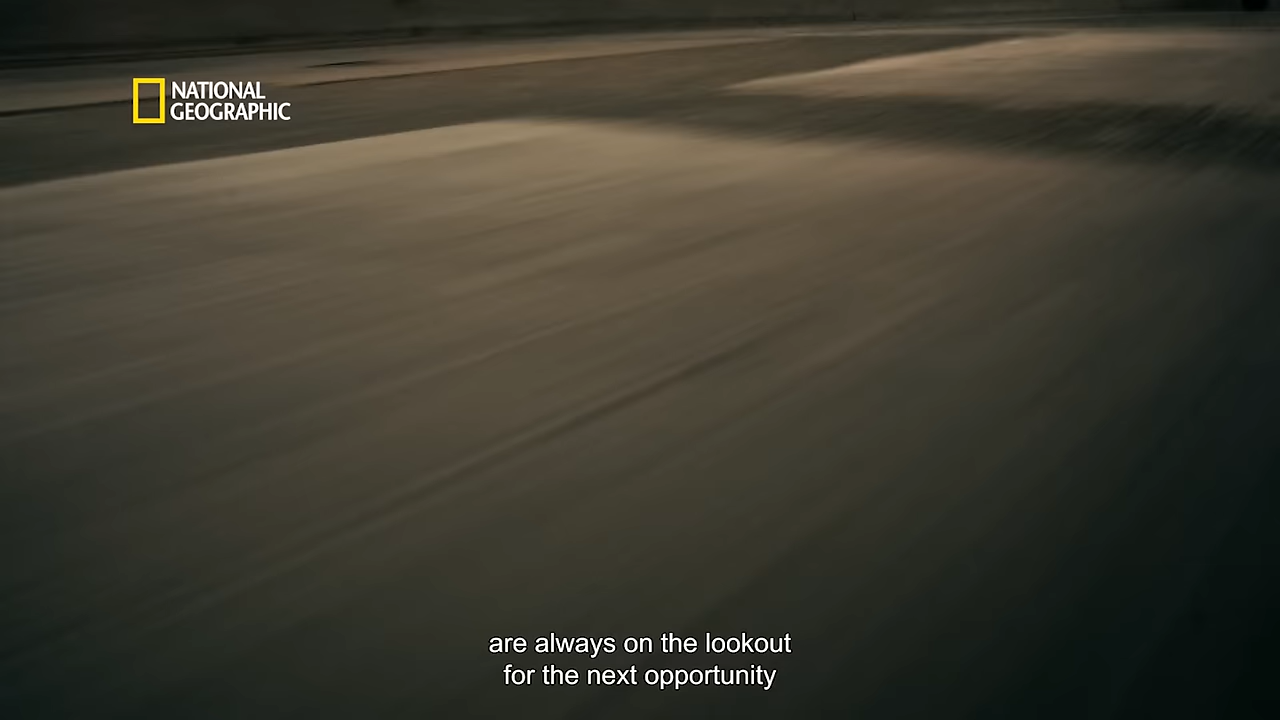 NATIONAL
GEOGRAPHIC
are always on the lookout
for the next opportunity